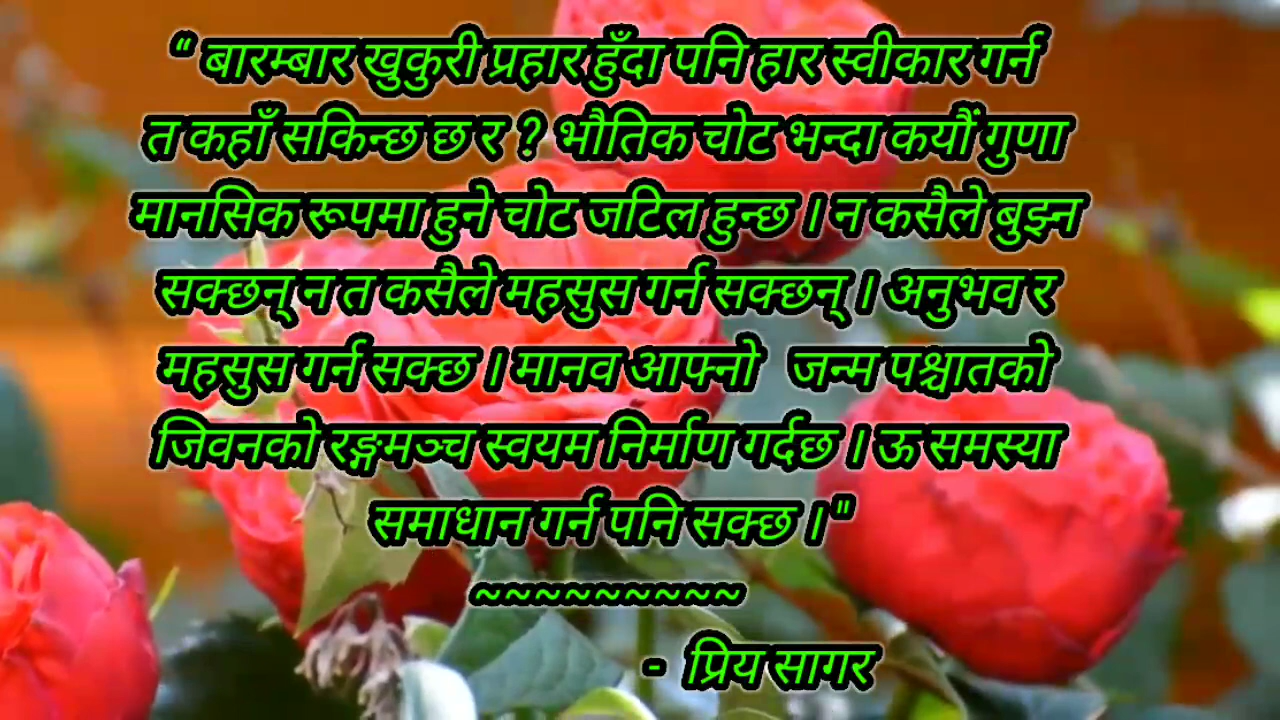 “ बारम्बार खुकुरी प्रहार हुँदा पनि हार स्वीकार गर्न
त कहाँ सकिन्छ छ र ? भौतिक चोट भन्दा कयौं गुणा
मानसिक रूपमा हुने चोट जटिल हुन्छ । न कसैले बुझ्न
सक्छन् न त कसैले महसुस गर्न सक्छन् । अनुभव र
महसुस गर्न सक्छ । मानव आफ्नो जन्म पश्चातको
जिवनको रङ्गमञ्च स्वयम निर्माण गर्दछ । ऊ समस्या
समाधान गर्न पनि सक्छ ।"
~~~~~~~~~
- प्रिय सागर